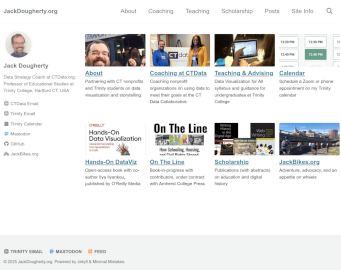 JackDougherty.org
About Coaching Teaching Scholarship Posts Site Info
Jack Dougherty
Data Strategy Coach at CTData.org;
Professor of Educational Studies at
Trinity College, Hartford CT, USA
CTData Email
Trinity Email
Trinity Calendar
Mastodon
GitHub
JackBikes.org
About
Partnering with CT nonprofits
and Trinity students on data
visualization and storytelling
Coaching at CTData
Coaching nonprofit
organizations on using data to
meet their goals at the CT
Data Collaborative
Teaching & Advising
Data Visualization for All
syllabus and guidance for
undergraduates at Trinity
College
Calendar
Schedule a Zoom or phone
appointment on my Trinity
calendar
O'REILLY
Hands-On
Data Visualization
Hands-On DataViz
Open-access book with co-
author Ilya Ilyankou,
published by O'Reilly Media
On The Line
How Schooling, Housing,
On The Line
Book-in-progress with
contributors, under contract
with Amherst College Press
Web Writing
Scholarship
Publications (with abstracts)
on education and digital
history
JackBikes.org
Adventure, advocacy, and an
appetite on wheels
TRINITY EMAIL MASTODON FEED
© 2025 JackDougherty.org. Powered by Jekyll & Minimal Mistakes.